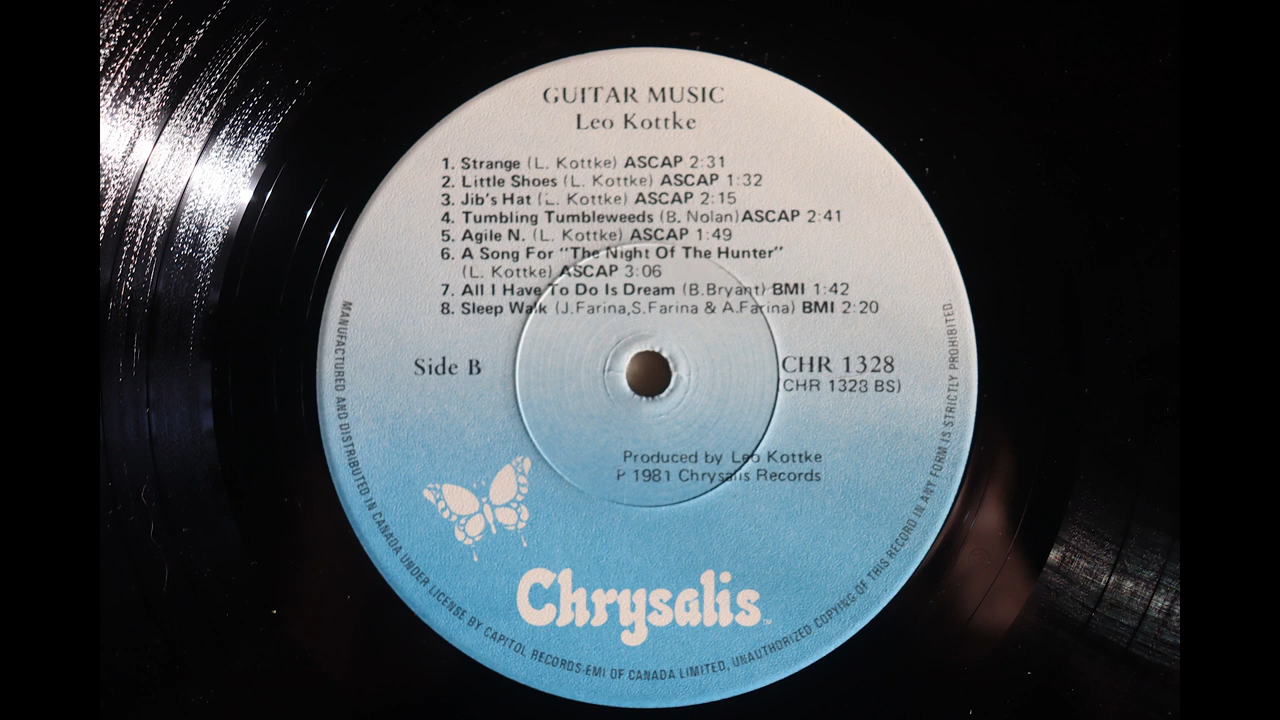 GUITAR MUSIC
Leo Kottke
1. Strange (L. Kottke) ASCAP 2:31
2. Little Shoes (L. Kottke) ASCAP 1:32
3. Jib's Hat (L. Kottke) ASCAP 2:15
4. Tumbling Tumbleweeds (B. Nolan)ASCAP 2:41
5. Agile N. (L. Kottke) ASCAP 1:49
6. A Song For "The Night Of The Hunter"
(L. Kottke) ASCAP 3:06
7. All I Have To Do Is Dream (B.Bryant) BMI 1:42
8. Sleep Walk (J.Farina,S.Farina & A.Farina) BMI 2:20
Side B
CHR 1328
(CHR 1328 BS)
Produced by Leo Kottke
P 1981 Chrysalis Records
Chrysalis™
MANUFACTURED AND DISTRIBUTED IN CANADA UNDER LICENSE BY CAPITOL RECORDS-EMI OF CANADA LIMITED, UNAUTHORIZED COPYING OF THIS RECORD IN ANY FORM IS STRICTLY PROHIBITED.